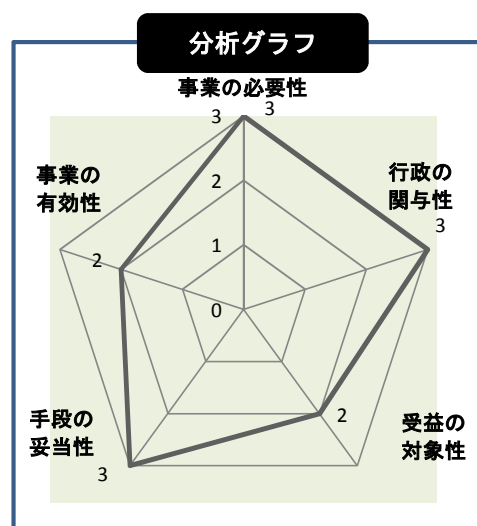 分析グラフ
事業の必要性
3
3
行政の
関与性
3
事業の
有効性
2
2
1
0
2
手段の
妥当性
3
受益の
対象性